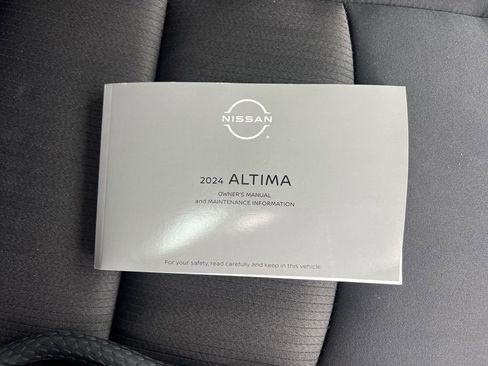 NISSAN
2024 ALTIMA
OWNER'S MANUAL
and MAINTENANCE INFORMATION
For your safety, read carefully and keep in this vehicle.